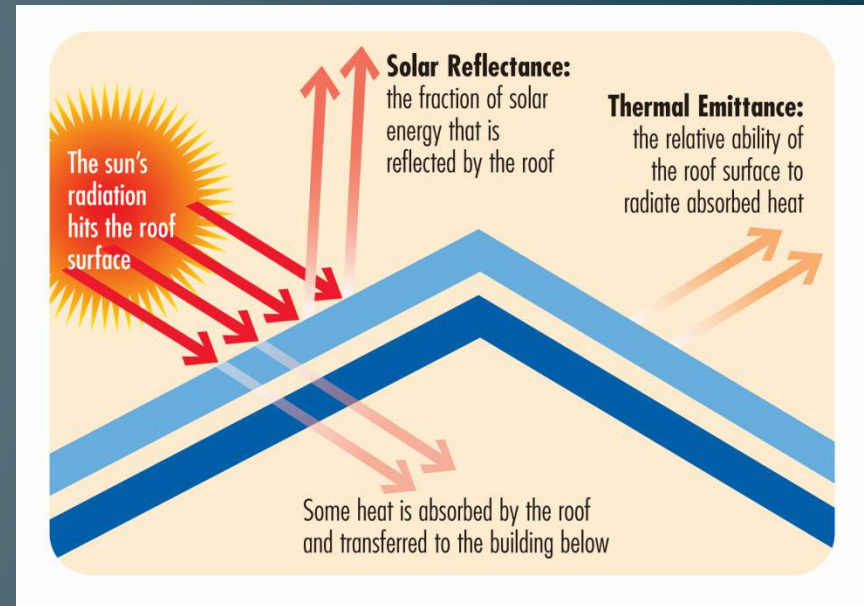 The sun's
radiation
hits the roof
surface
Solar Reflectance:
the fraction of solar
energy that is
reflected by the roof
Thermal Emittance:
the relative ability of
the roof surface to
radiate absorbed heat
Some heat is absorbed by the roof
and transferred to the building below